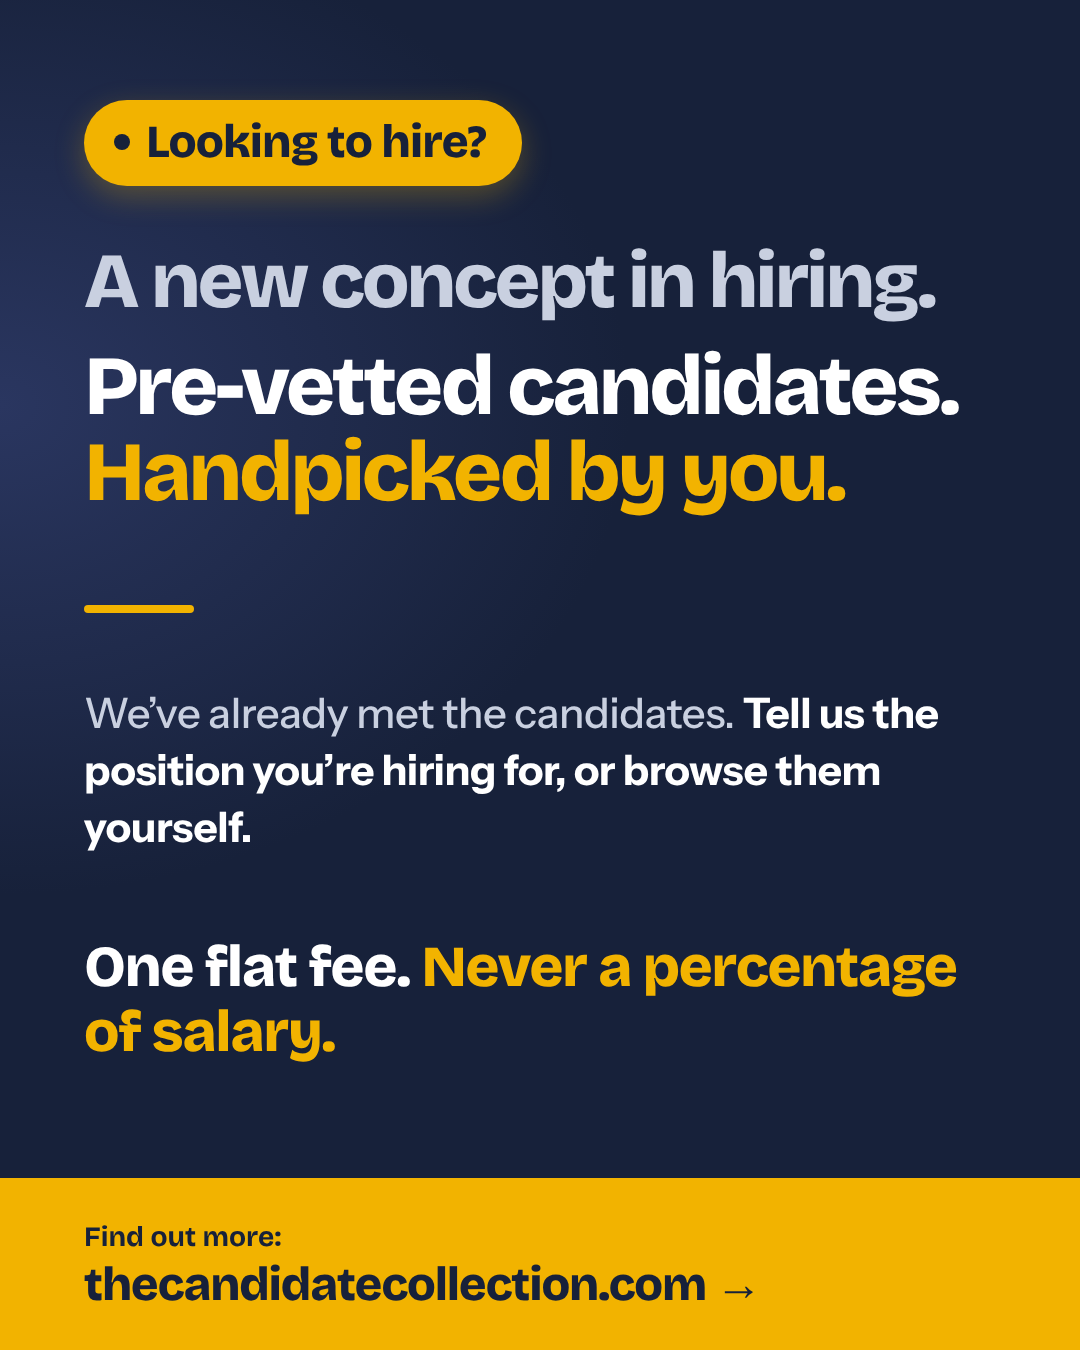 • Looking to hire?
A new concept in hiring.
Pre-vetted candidates.
Handpicked by you.
We’ve already met the candidates. Tell us the
position you’re hiring for, or browse them
yourself.
One flat fee. Never a percentage
of salary.
Find out more:
thecandidatecollection.com →